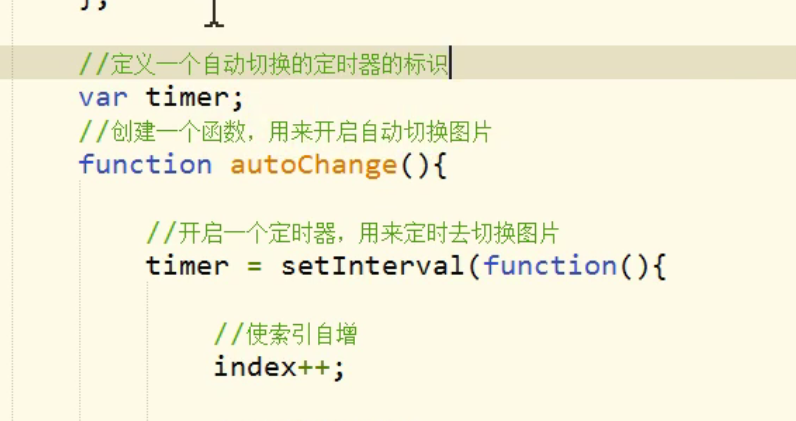 };
//定义一个自动切换的定时器的标识
var timer;
//创建一个函数，用来开启自动切换图片
function autoChange(){
//开启一个定时器，用来定时去切换图片
timer = setInterval(function(){
//使索引自增
index++;